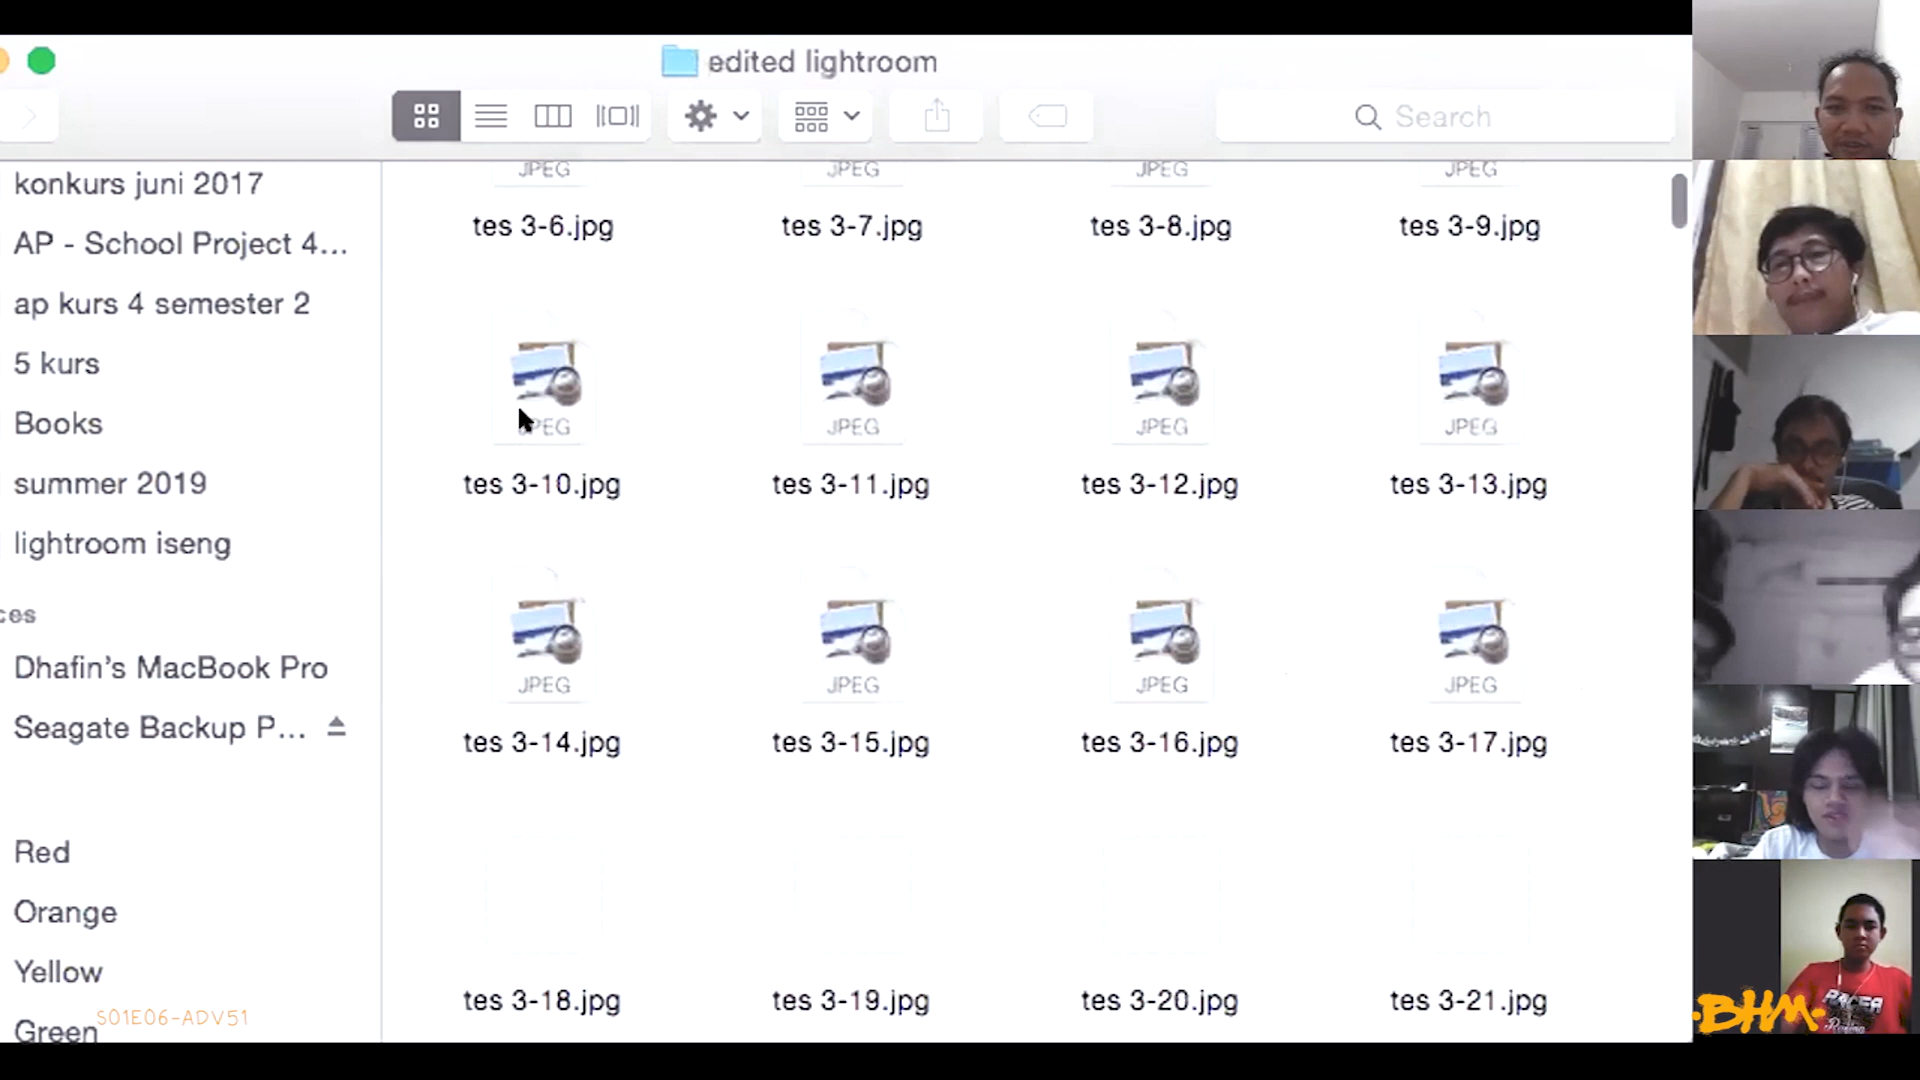 edited lightroom
Search
konkurs juni 2017
AP - School Project 4...
ap kurs 4 semester 2
5 kurs
Books
summer 2019
lightroom iseng
ces
Dhafin's MacBook Pro
Seagate Backup P...
Red
Orange
Yellow
Green
JPEG JPEG JPEG JPEG
tes 3-6.jpg tes 3-7.jpg tes 3-8.jpg tes 3-9.jpg
JPEG JPEG JPEG JPEG
tes 3-10.jpg tes 3-11.jpg tes 3-12.jpg tes 3-13.jpg
JPEG JPEG JPEG JPEG
tes 3-14.jpg tes 3-15.jpg tes 3-16.jpg tes 3-17.jpg
tes 3-18.jpg tes 3-19.jpg tes 3-20.jpg tes 3-21.jpg
S01E06-ADV51
RACER
BHM